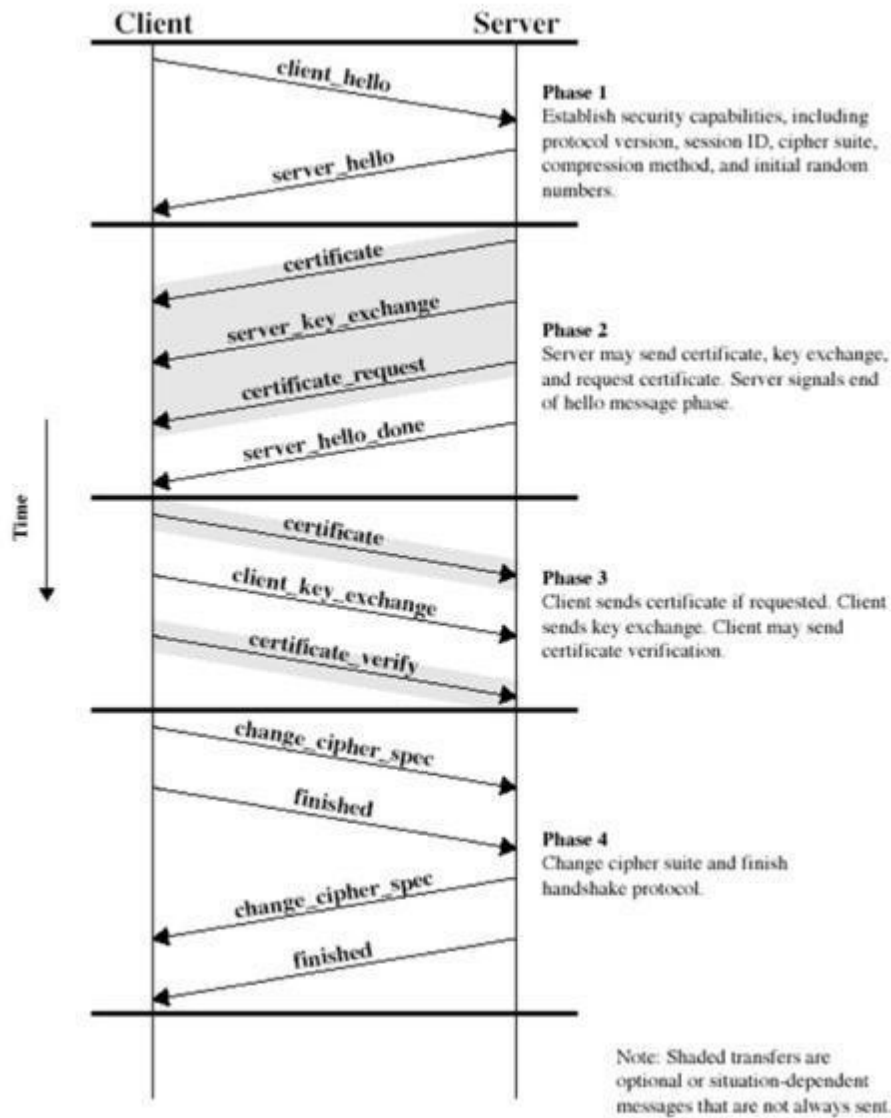 Client
Server
client_hello
Phase 1
Establish security capabilities, including
protocol version, session ID, cipher suite,
compression method, and initial random
numbers.
server_hello
certificate
server_key_exchange
Phase 2
Server may send certificate, key exchange,
and request certificate. Server signals end
of hello message phase.
certificate_request
server_hello_done
Time
certificate
client_key_exchange
Phase 3
Client sends certificate if requested. Client
sends key exchange. Client may send
certificate verification.
certificate_verify
change_cipher_spec
finished
Phase 4
Change cipher suite and finish
handshake protocol.
change_cipher_spec
finished
Note: Shaded transfers are
optional or situation-dependent
messages that are not always sent.